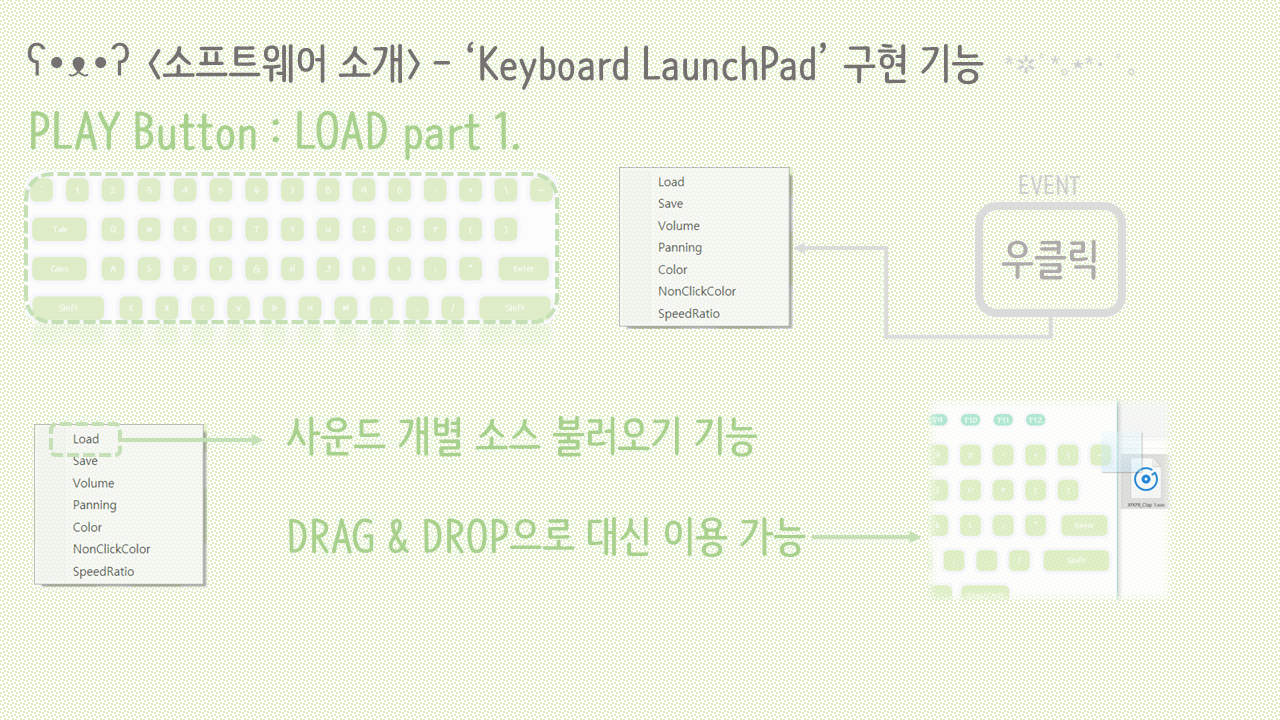 ʕ•ᴥ•ʔ <소프트웨어 소개> - ‘Keyboard LaunchPad’ 구현 기능 *✲ﾟ*｡⋆*･ ﾟ｡
PLAY Button : LOAD part 1.
1 2 3 4 5 6 7 8 9 0 - + \ ←
Tab Q W E R T Y U I O P [ ]
Caps A S D F G H J L ; " Enter
Shift Z X C V B N M , . / Shift
Load
Save
Volume
Panning
Color
NonClickColor
SpeedRatio
EVENT
우클릭
Load
Save
Volume
Panning
Color
NonClickColor
SpeedRatio
사운드 개별 소스 불러오기 기능
DRAG & DROP으로 대신 이용 가능
F10 F11 F12
0 - + \ ←
O P [ ]
L ; " Enter
. / Shift